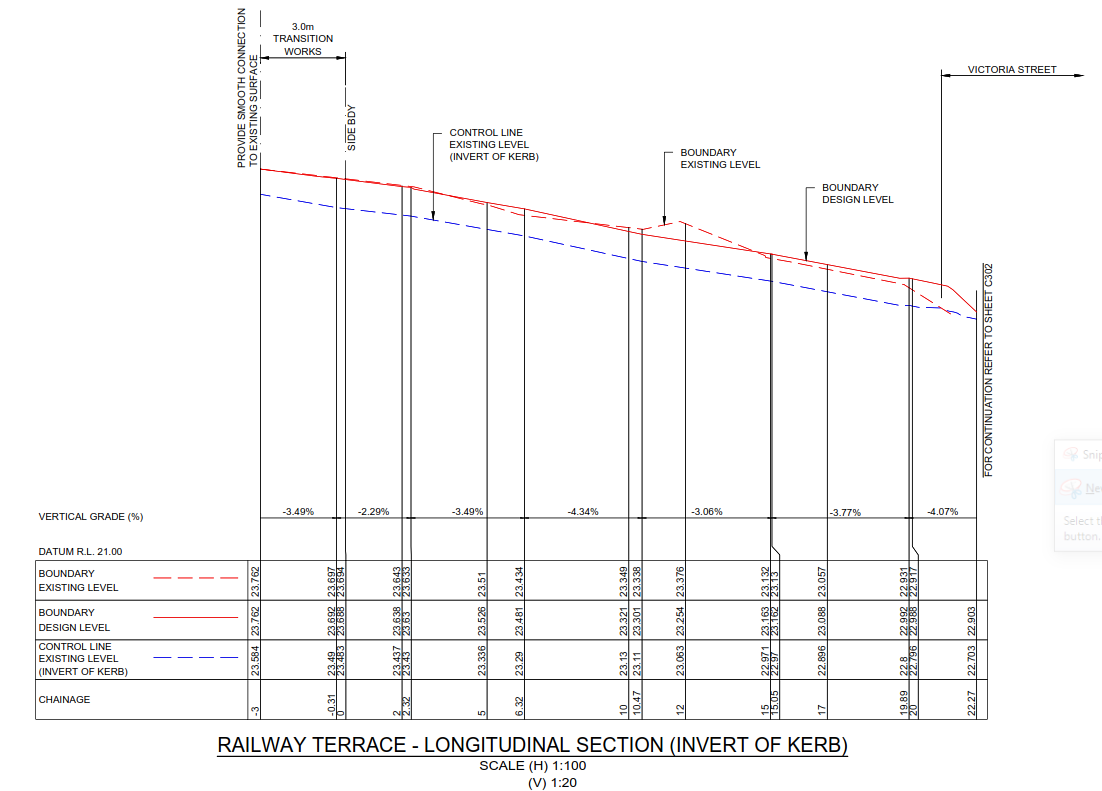 PROVIDE SMOOTH CONNECTION
TO EXISTING SURFACE
3.0m
TRANSITION
WORKS
SIDE BDY
CONTROL LINE
EXISTING LEVEL
(INVERT OF KERB)
BOUNDARY
EXISTING LEVEL
BOUNDARY
DESIGN LEVEL
VICTORIA STREET
FOR CONTINUATION REFER TO SHEET C302
Snip
Ne
Select t
button.
VERTICAL GRADE (%) -3.49% -2.29% -3.49% -4.34% -3.06% -3.77% -4.07%
DATUM R.L. 21.00
BOUNDARY
EXISTING LEVEL
23.762 23.697 23.694 23.643 23.633 23.51 23.434 23.349 23.338 23.376 23.132 23.13 23.057 22.931 22.917
BOUNDARY
DESIGN LEVEL
23.762 23.692 23.688 23.638 23.63 23.526 23.481 23.321 23.301 23.254 23.163 23.162 23.088 22.992 22.988 22.903
CONTROL LINE
EXISTING LEVEL
(INVERT OF KERB)
23.584 23.49 23.483 23.437 23.43 23.336 23.29 23.13 23.11 23.063 22.971 22.97 22.896 22.8 22.796 22.703
CHAINAGE -3 -0.31 0 2 2.32 5 6.32 10 10.47 12 15 15.05 17 19.89 20 22.27
RAILWAY TERRACE - LONGITUDINAL SECTION (INVERT OF KERB)
SCALE (H) 1:100
(V) 1:20